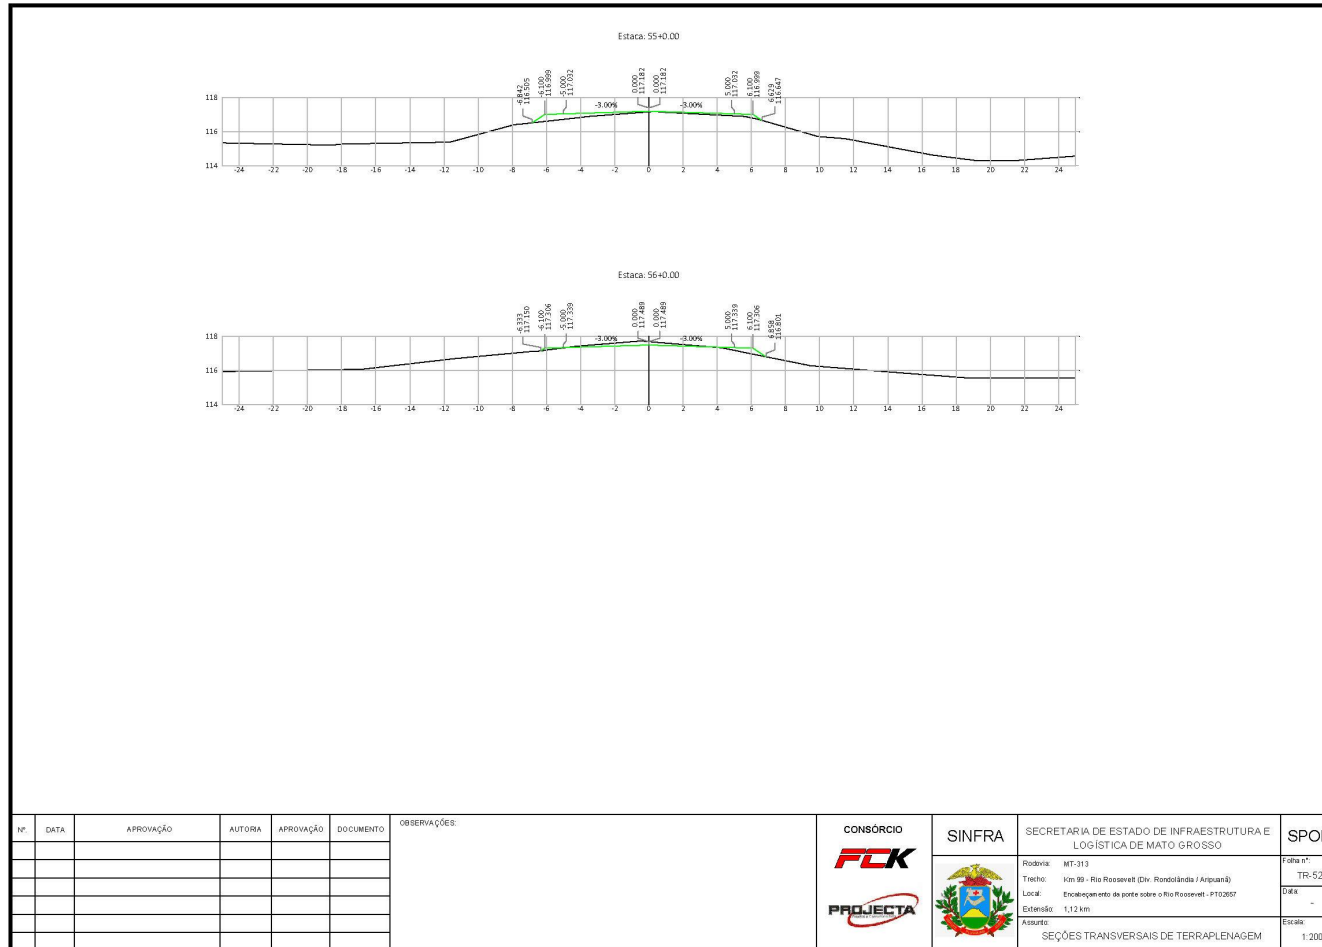 Estaca: 55+0.00
-6.842
116.505
-6.100
116.999
-5.000
117.032
0.000
117.182
0.000
117.182
5.000
117.032
6.100
116.999
6.629
116.647
-3.00%
-3.00%
118
116
114
-24 -22 -20 -18 -16 -14 -12 -10 -8 -6 -4 -2 0 2 4 6 8 10 12 14 16 18 20 22 24
Estaca: 56+0.00
-6.333
117.150
-6.100
117.306
-5.000
117.339
0.000
117.489
0.000
117.489
5.000
117.339
6.100
117.306
6.858
116.801
-3.00%
-3.00%
118
116
114
-24 -22 -20 -18 -16 -14 -12 -10 -8 -6 -4 -2 0 2 4 6 8 10 12 14 16 18 20 22 24
Nº. DATA APROVAÇÃO AUTORIA APROVAÇÃO DOCUMENTO
OBSERVAÇÕES:
CONSÓRCIO
FCK
PROJECTA
SINFRA
SECRETARIA DE ESTADO DE INFRAESTRUTURA E
LOGÍSTICA DE MATO GROSSO
Rodovia: MT-313
Trecho: Km 99 - Rio Roosevelt (Div. Rondolândia / Aripuanã)
Local: Encabeçamento da ponte sobre o Rio Roosevelt - PT02657
Extensão: 1,12 km
Assunto:
SEÇÕES TRANSVERSAIS DE TERRAPLENAGEM
Folha nº:
TR-52
Data:
-
Escala:
1:200